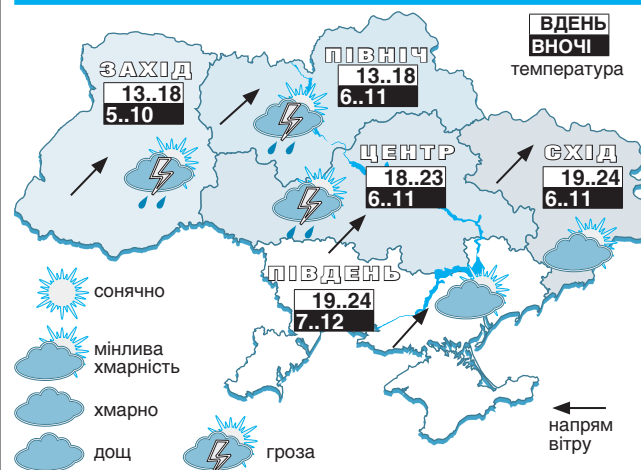 ВДЕНЬ
ВНОЧІ
температура
ЗАХІД
13..18
5..10
ПІВНІЧ
13..18
6..11
ЦЕНТР
18..23
6..11
СХІД
19..24
6..11
ПІВДЕНЬ
19..24
7..12
сонячно
мінлива
хмарність
хмарно
дощ
гроза
напрям
вітру